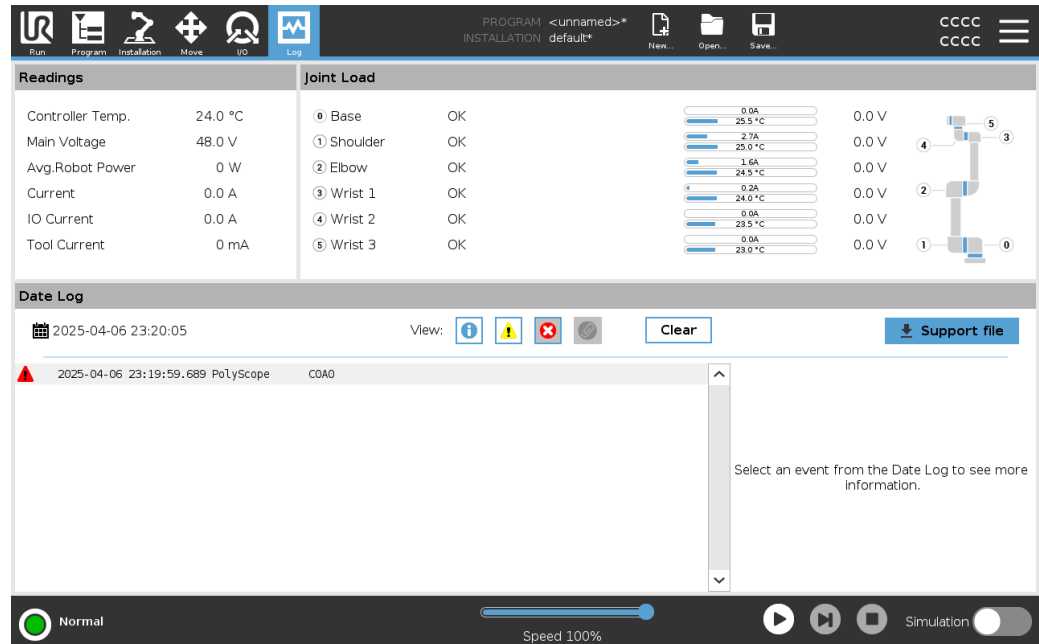 PROGRAM <unnamed>*
INSTALLATION default*
CCCC
CCCC
Run Program Installation Move I/O Log New... Open... Save...
Readings
Controller Temp. 24.0 °C
Main Voltage 48.0 V
Avg.Robot Power 0 W
Current 0.0 A
IO Current 0.0 A
Tool Current 0 mA
Joint Load
0 Base OK 0.0A 25.5 °C 0.0 V
1 Shoulder OK 2.7A 25.0 °C 0.0 V
2 Elbow OK 1.6A 24.5 °C 0.0 V
3 Wrist 1 OK 0.2A 24.0 °C 0.0 V
4 Wrist 2 OK 0.0A 23.5 °C 0.0 V
5 Wrist 3 OK 0.0A 23.0 °C 0.0 V
5
4 3
2
1 0
Date Log
2025-04-06 23:20:05 View: Clear Support file
2025-04-06 23:19:59.689 PolyScope C0A0
Select an event from the Date Log to see more
information.
Normal
Speed 100%
Simulation